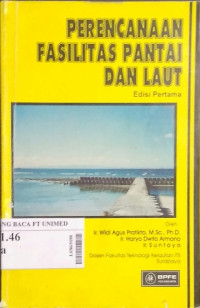 PERENCANAAN
FASILITAS PANTAI
DAN LAUT
Edisi Pertama
Oleh
Ir. Widi Agus Pratikto, M.Sc., Ph.D.
Ir. Haryo Dwito Armono
Ir. Suntoyo
Dosen Fakultas Teknologi Kelautan ITS
Surabaya
NG BACA FT UNIMED
1.46
a
BPFE